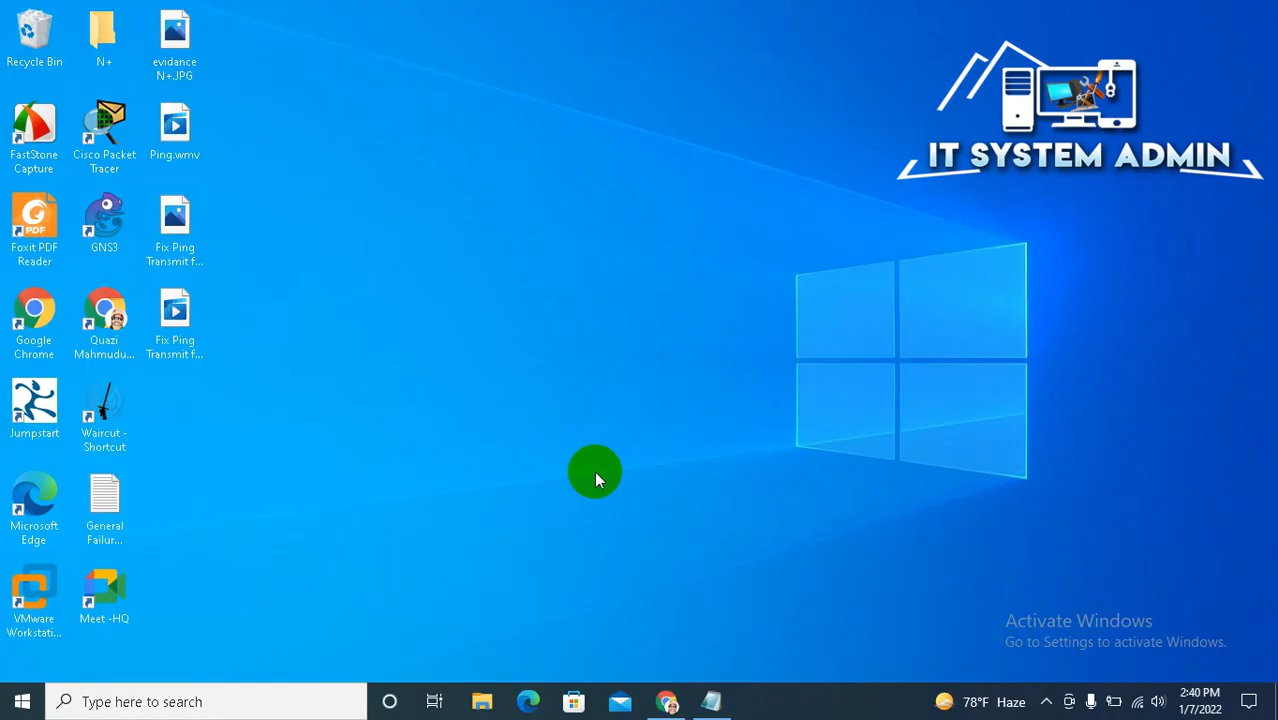 Recycle Bin
N+
evidance
N+.JPG
IT SYSTEM ADMIN
FastStone
Capture
Cisco Packet
Tracer
Ping.wmv
PDF
Foxit PDF
Reader
GNS3
Fix Ping
Transmit f...
Google
Chrome
Quazi
Mahmudu...
Fix Ping
Transmit f...
Jumpstart
Waircut -
Shortcut
Microsoft
Edge
General
Failur...
VMware
Workstati...
Meet -HQ
Activate Windows
Go to Settings to activate Windows.
Type here to search
78°F Haze
2:40 PM
1/7/2022